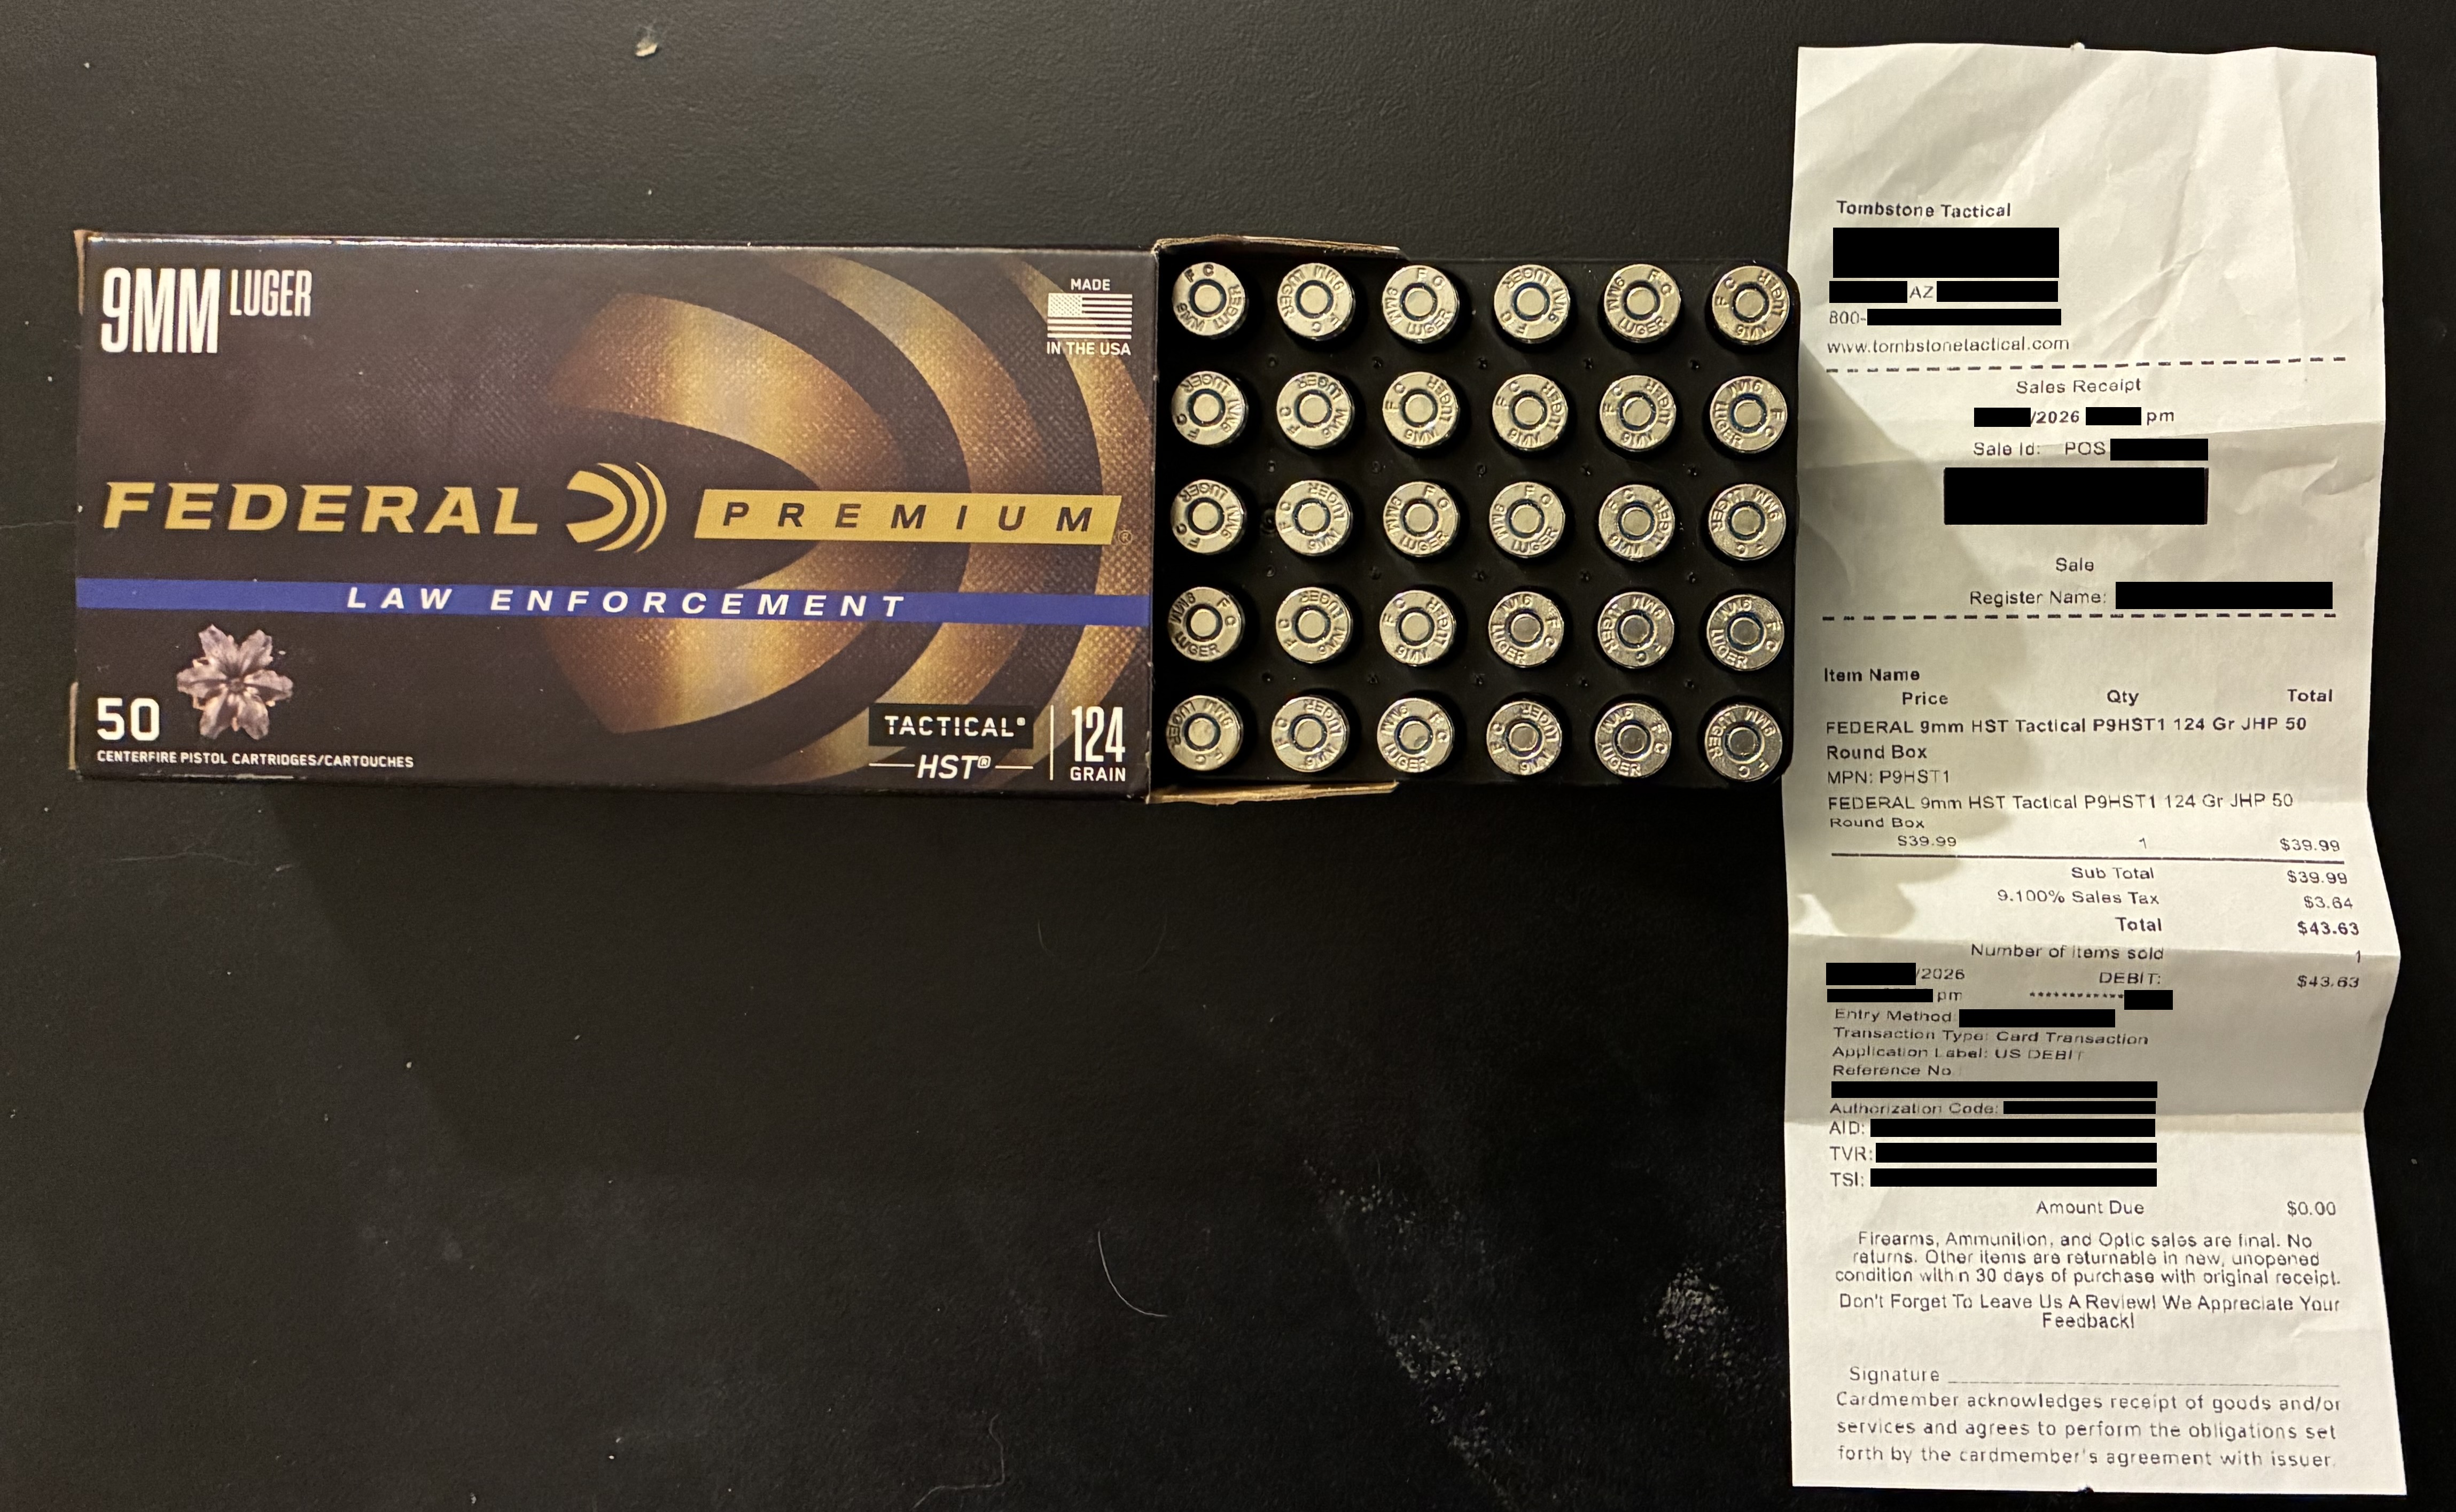 9MM LUGER
MADE
IN THE USA
FEDERAL PREMIUM®
LAW ENFORCEMENT
50
CENTERFIRE PISTOL CARTRIDGES/CARTOUCHES
TACTICAL®
HST®
124
GRAIN
F C 9MM LUGER
Tombstone Tactical
AZ
800-
www.tombstonetactical.com
Sales Receipt
/2026 pm
Sale Id: POS
Sale
Register Name:
Item Name
Price Qty Total
FEDERAL 9mm HST Tactical P9HST1 124 Gr JHP 50
Round Box
MPN: P9HST1
FEDERAL 9mm HST Tactical P9HST1 124 Gr JHP 50
Round Box
$39.99 1 $39.99
Sub Total $39.99
9.100% Sales Tax $3.64
Total $43.63
Number of items sold 1
/2026 DEBIT: $43.63
pm ************
Entry Method:
Transaction Type: Card Transaction
Application Label: US DEBIT
Reference No
Authorization Code:
AID:
TVR:
TSI:
Amount Due $0.00
Firearms, Ammunition, and Optic sales are final. No
returns. Other items are returnable in new, unopened
condition within 30 days of purchase with original receipt.
Don't Forget To Leave Us A Review! We Appreciate Your
Feedback!
Signature
Cardmember acknowledges receipt of goods and/or
services and agrees to perform the obligations set
forth by the cardmember's agreement with issuer.